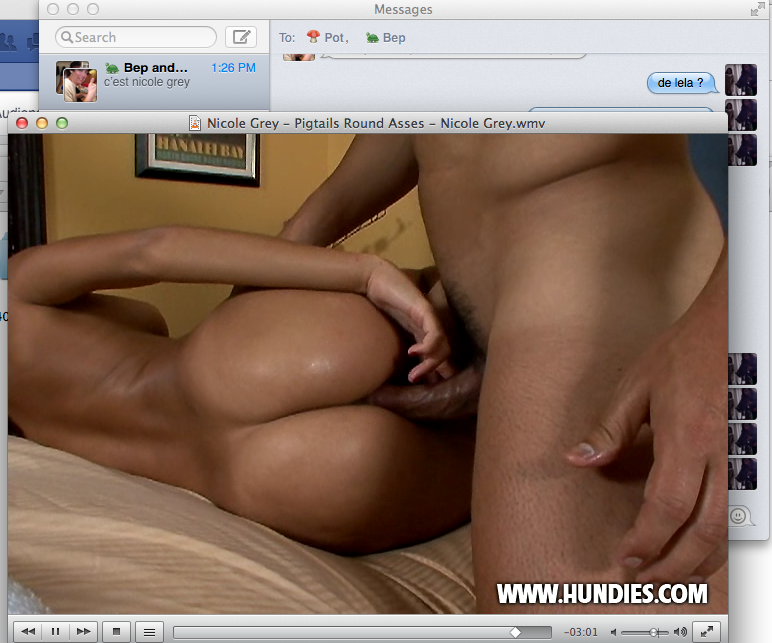 Messages
Search
To: Pot, Bep
Bep and... 1:26 PM
c'est nicole grey
de lela ?
Nicole Grey – Pigtails Round Asses – Nicole Grey.wmv
HANALEI BAY
WWW.HUNDIES.COM
-03:01